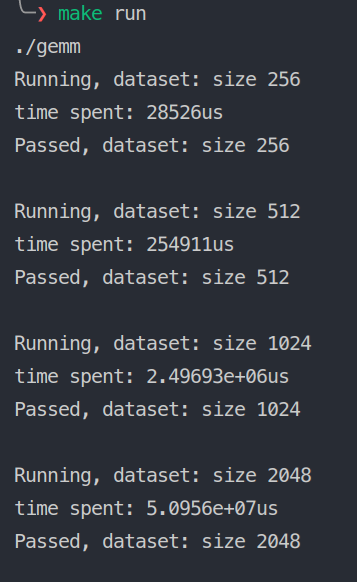 ❯ make run
./gemm
Running, dataset: size 256
time spent: 28526us
Passed, dataset: size 256

Running, dataset: size 512
time spent: 254911us
Passed, dataset: size 512

Running, dataset: size 1024
time spent: 2.49693e+06us
Passed, dataset: size 1024

Running, dataset: size 2048
time spent: 5.0956e+07us
Passed, dataset: size 2048